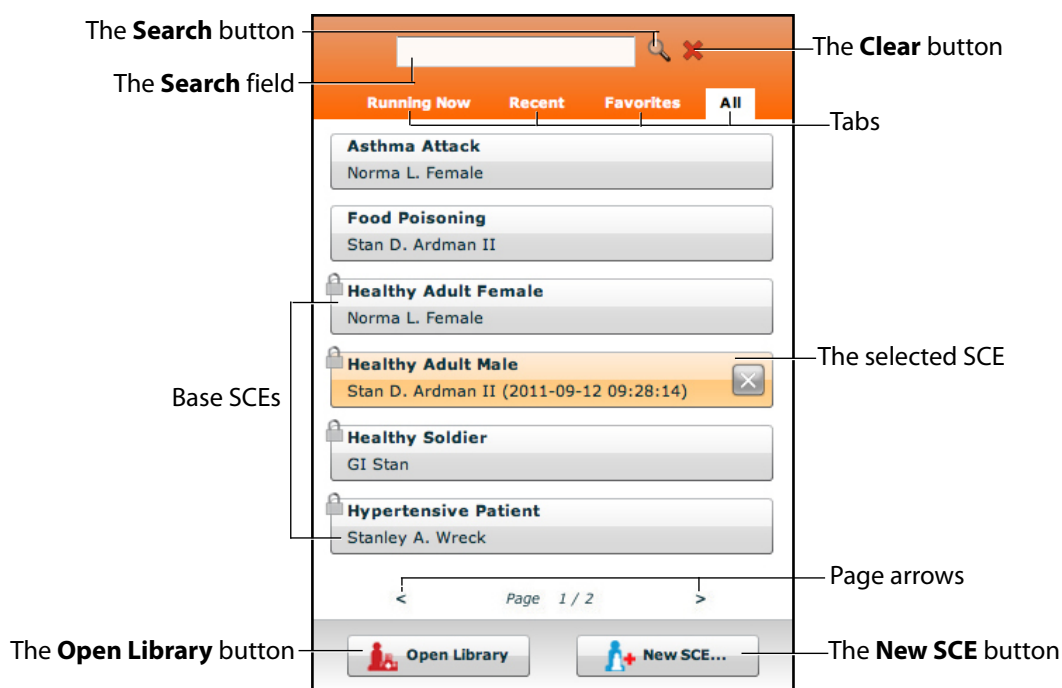 The Search button
The Clear button
The Search field
Running Now Recent Favorites All
Tabs
Asthma Attack
Norma L. Female
Food Poisoning
Stan D. Ardman II
Healthy Adult Female
Norma L. Female
Healthy Adult Male
The selected SCE
Stan D. Ardman II (2011-09-12 09:28:14)
Base SCEs
Healthy Soldier
GI Stan
Hypertensive Patient
Stanley A. Wreck
Page arrows
< Page 1 / 2 >
The Open Library button
Open Library
New SCE...
The New SCE button